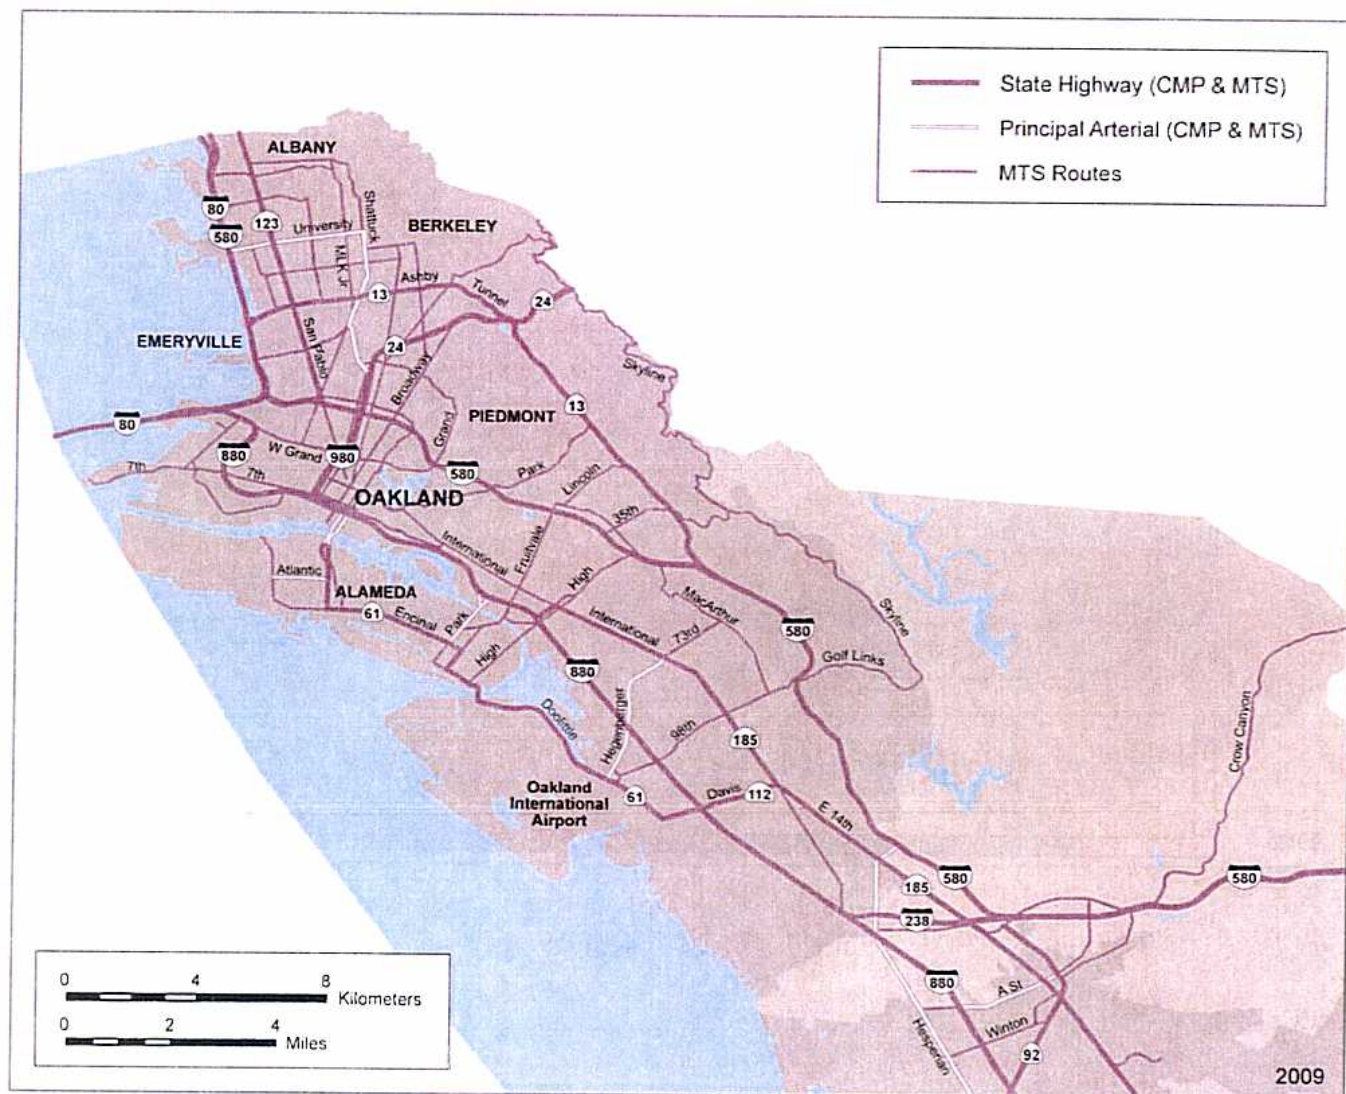 State Highway (CMP & MTS)
Principal Arterial (CMP & MTS)
MTS Routes
ALBANY
80
123
Shattuck
BERKELEY
580
University
MLK Jr
Ashby
13
Tunnel
24
EMERYVILLE
San Pablo
24
Broadway
Skyline
13
80
PIEDMONT
Grand
880
W Grand
980
7th
7th
580
Park
Lincoln
OAKLAND
35th
International
Fruitvale
Atlantic
ALAMEDA
High
61
Encinal
Park
MacArthur
International
73rd
580
Skyline
High
880
Golf Links
Doolittle
Hegenberger
98th
185
Crow Canyon
Oakland
International
Airport
61
Davis
112
E 14th
580
185
580
238
880
A St
Hesperian
Winton
92
0 4 8
Kilometers
0 2 4
Miles
2009